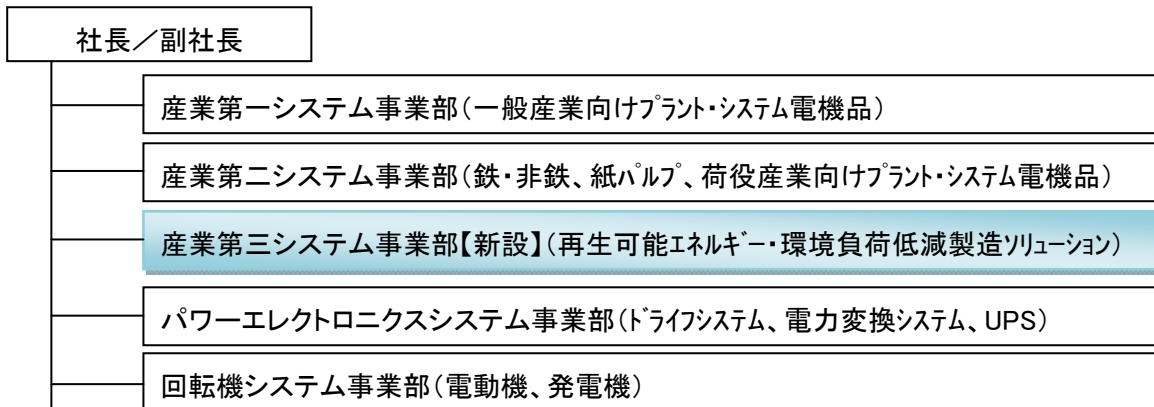 社長/副社長
産業第一システム事業部(一般産業向けプラント・システム電機品)
産業第二システム事業部(鉄・非鉄、紙パルプ、荷役産業向けプラント・システム電機品)
産業第三システム事業部【新設】(再生可能エネルギー・環境負荷低減製造ソリューション)
パワーエレクトロニクスシステム事業部(ドライブシステム、電力変換システム、UPS)
回転機システム事業部(電動機、発電機)